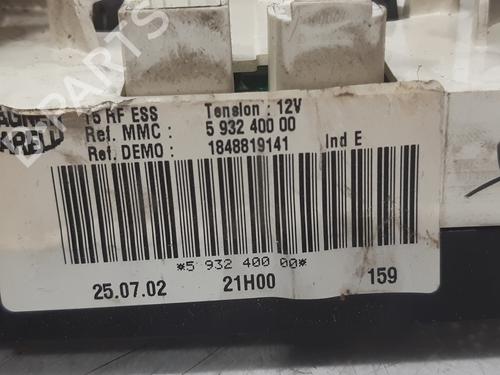 T5 RF ESS Tension : 12V
Ref. MMC : 5 932 400 00
Ref. DEMO : 1848819141 Ind E
*5 932 400 00*
25.07.02 21H00 159